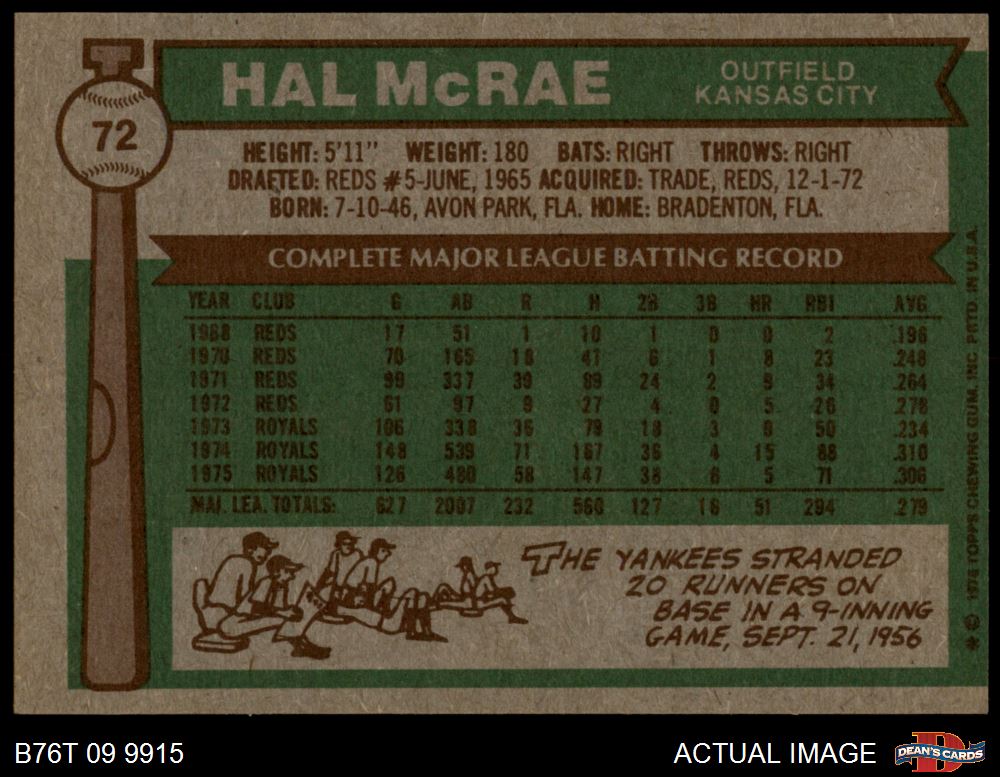 72
HAL McRAE
OUTFIELD
KANSAS CITY
HEIGHT: 5'11" WEIGHT: 180 BATS: RIGHT THROWS: RIGHT
DRAFTED: REDS #5-JUNE, 1965 ACQUIRED: TRADE, REDS, 12-1-72
BORN: 7-10-46, AVON PARK, FLA. HOME: BRADENTON, FLA.
COMPLETE MAJOR LEAGUE BATTING RECORD
YEAR CLUB G AB R H 2B 3B HR RBI AVG.
1968 REDS 17 51 1 10 1 0 0 2 .196
1970 REDS 70 165 18 41 6 1 8 23 .248
1971 REDS 99 337 39 89 24 2 9 34 .264
1972 REDS 61 97 9 27 4 0 5 26 .278
1973 ROYALS 106 338 36 79 18 3 9 50 .234
1974 ROYALS 148 539 71 167 36 4 15 88 .310
1975 ROYALS 126 480 58 147 38 6 5 71 .306
MAJ. LEA. TOTALS: 627 2007 232 560 127 16 51 294 .279
THE YANKEES STRANDED
20 RUNNERS ON
BASE IN A 9-INNING
GAME, SEPT. 21, 1956
* © 1976 TOPPS CHEWING GUM, INC. PRTD. IN U.S.A.
B76T 09 9915
ACTUAL IMAGE
DEAN'S CARDS